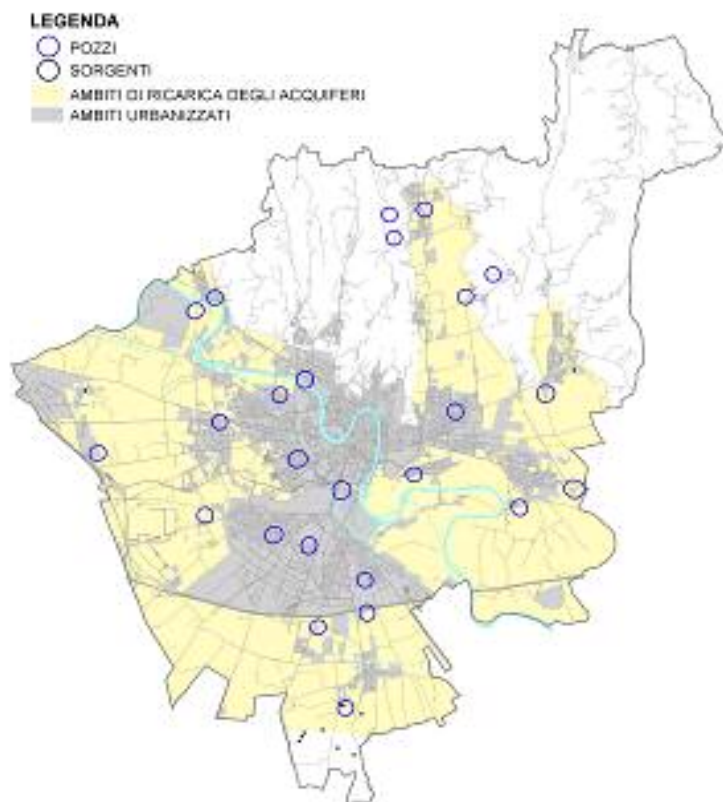 LEGENDA
POZZI
SORGENTI
AMBITI DI RICARICA DEGLI ACQUIFERI
AMBITI URBANIZZATI